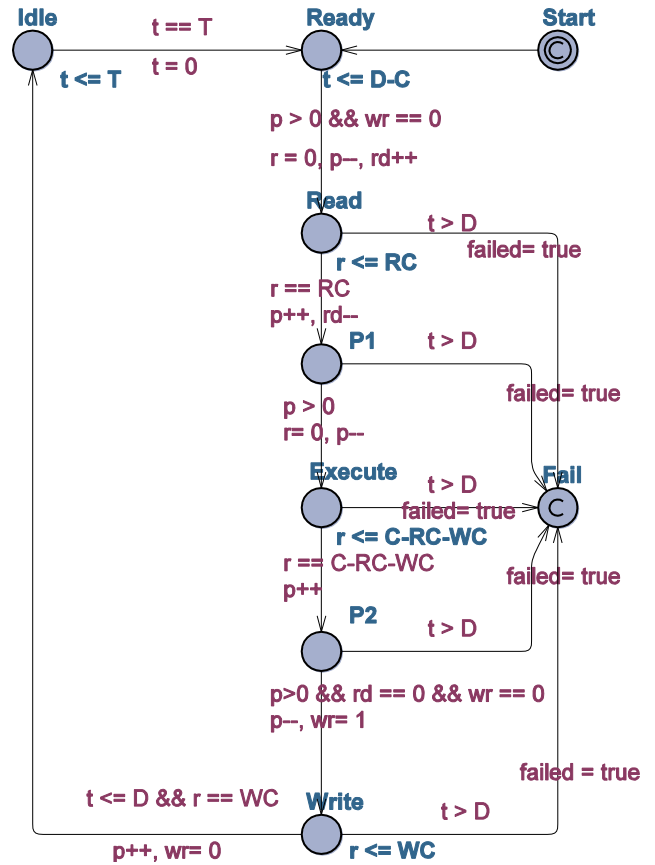 Idle
t == T
t = 0
t <= T
Ready
t <= D-C
Start
C
p > 0 && wr == 0
r = 0, p--, rd++
Read
t > D
failed= true
r <= RC
r == RC
p++, rd--
P1
t > D
failed= true
p > 0
r= 0, p--
Execute
t > D
failed= true
Fail
C
r <= C-RC-WC
r == C-RC-WC
p++
failed= true
P2
t > D
p>0 && rd == 0 && wr == 0
p--, wr= 1
failed = true
t <= D && r == WC
Write
t > D
p++, wr= 0
r <= WC